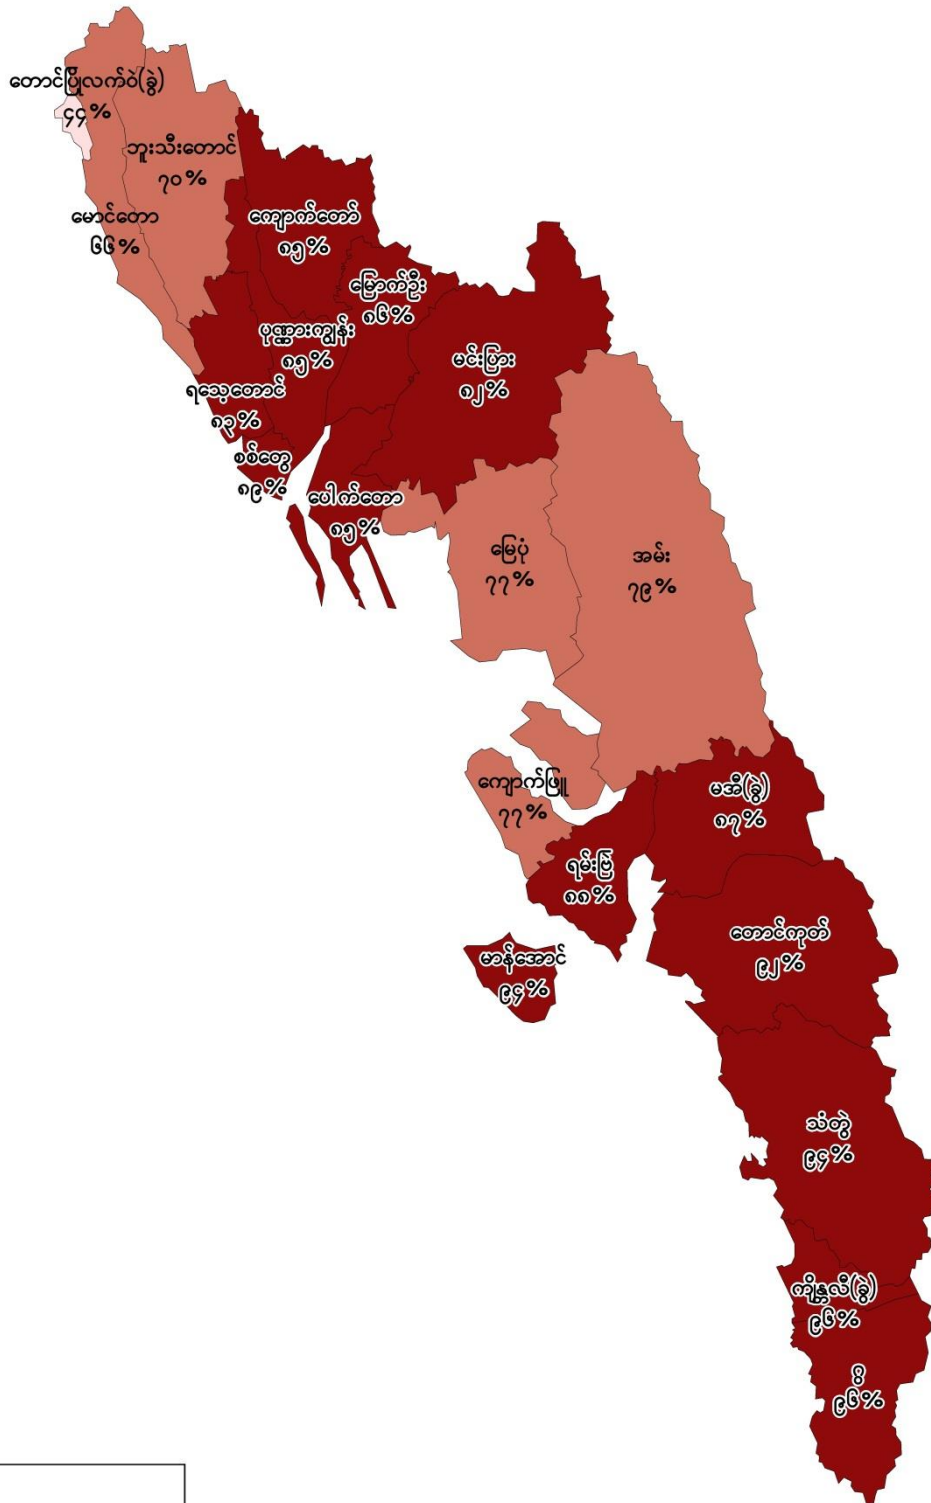 တောင်ပြိုလက်ဝဲ(ခွဲ)
၄၄%
ဘူးသီးတောင်
၇၀%
မောင်တော
၆၆%
ကျောက်တော်
၈၅%
မြောက်ဦး
၈၆%
ပုဏ္ဏားကျွန်း
၈၅%
မင်းပြား
၈၂%
ရသေ့တောင်
၈၃%
စစ်တွေ
၈၉%
ပေါက်တော
၈၅%
မြေပုံ
၇၇%
အမ်း
၇၉%
ကျောက်ဖြူ
၇၇%
မအီ(ခွဲ)
၈၇%
ရမ်းဗြဲ
၈၈%
တောင်ကုတ်
၉၂%
မာန်အောင်
၉၄%
သံတွဲ
၉၄%
ကျိန္တလီ(ခွဲ)
၉၆%
ဂွ
၉၆%